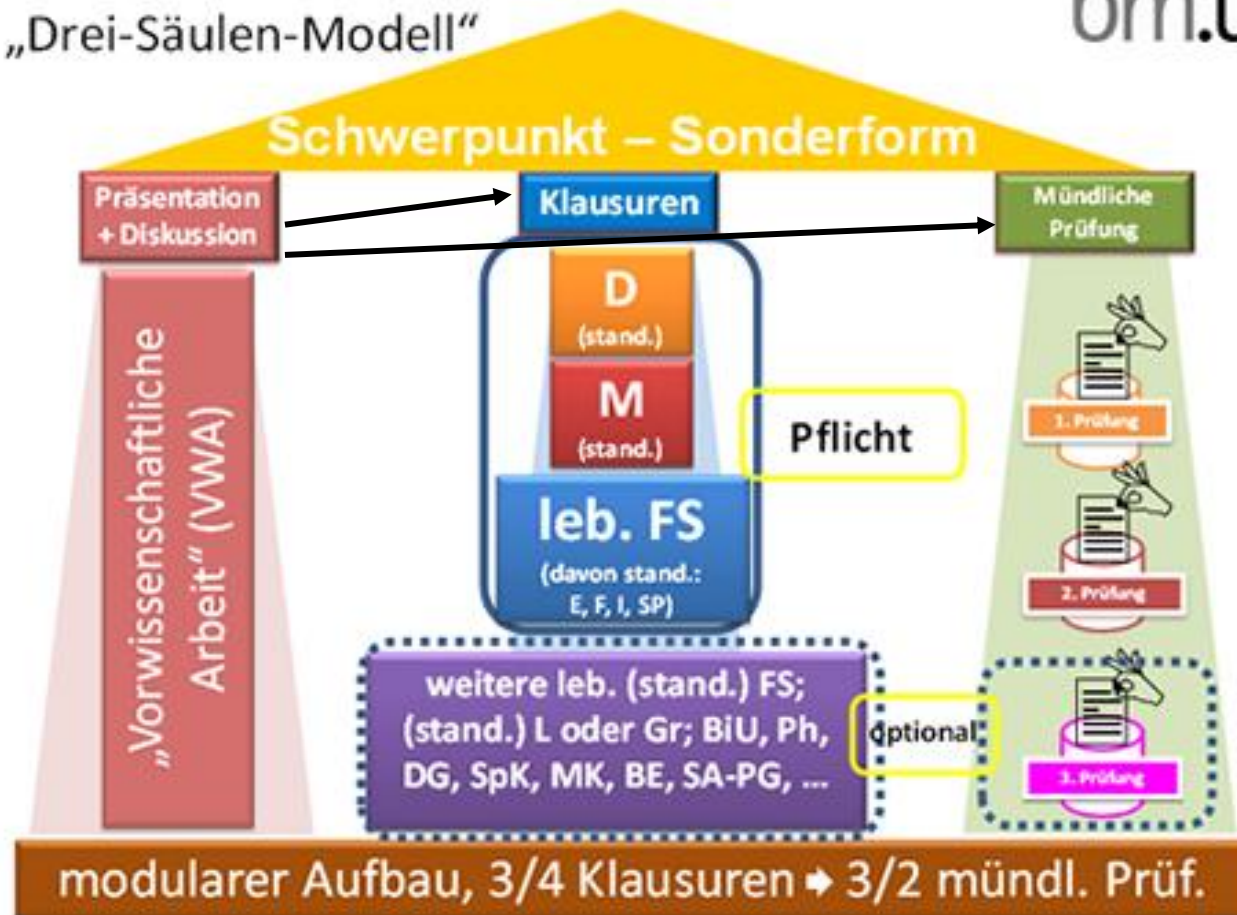 „Drei-Säulen-Modell“
Schwerpunkt – Sonderform
Präsentation
+ Diskussion
Klausuren
Mündliche
Prüfung
„Vorwissenschaftliche
Arbeit“ (VWA)
D
(stand.)
M
(stand.)
leb. FS
(davon stand.:
E, F, I, SP)
Pflicht
weitere leb. (stand.) FS;
(stand.) L oder Gr; BiU, Ph,
DG, SpK, MK, BE, SA-PG, ...
optional
1. Prüfung
2. Prüfung
3. Prüfung
modularer Aufbau, 3/4 Klausuren ➜ 3/2 mündl. Prüf.